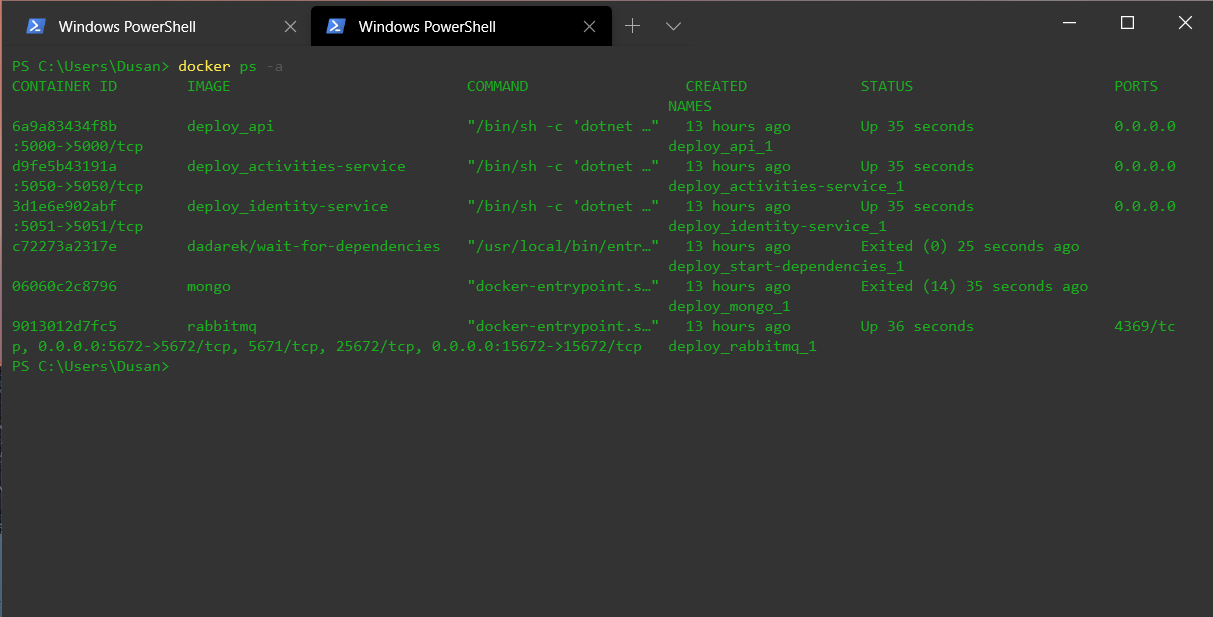 Windows PowerShell Windows PowerShell
PS C:\Users\Dusan> docker ps -a
CONTAINER ID IMAGE COMMAND CREATED STATUS PORTS
NAMES
6a9a83434f8b deploy_api "/bin/sh -c 'dotnet …" 13 hours ago Up 35 seconds 0.0.0.0
:5000->5000/tcp deploy_api_1
d9fe5b43191a deploy_activities-service "/bin/sh -c 'dotnet …" 13 hours ago Up 35 seconds 0.0.0.0
:5050->5050/tcp deploy_activities-service_1
3d1e6e902abf deploy_identity-service "/bin/sh -c 'dotnet …" 13 hours ago Up 35 seconds 0.0.0.0
:5051->5051/tcp deploy_identity-service_1
c72273a2317e dadarek/wait-for-dependencies "/usr/local/bin/entr…" 13 hours ago Exited (0) 25 seconds ago
deploy_start-dependencies_1
06060c2c8796 mongo "docker-entrypoint.s…" 13 hours ago Exited (14) 35 seconds ago
deploy_mongo_1
9013012d7fc5 rabbitmq "docker-entrypoint.s…" 13 hours ago Up 36 seconds 4369/tc
p, 0.0.0.0:5672->5672/tcp, 5671/tcp, 25672/tcp, 0.0.0.0:15672->15672/tcp deploy_rabbitmq_1
PS C:\Users\Dusan>